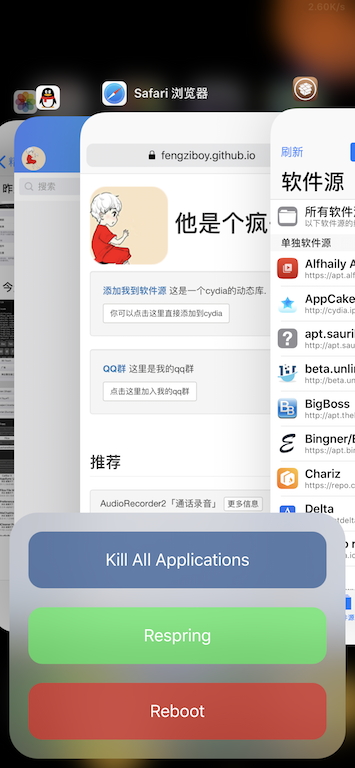 2.60K/s
Safari 浏览器
昨
今
搜索
fengziboy.github.io
他是个疯
添加我到软件源 这是一个cydia的动态库.
你可以点击这里直接添加到cydia
QQ群 这里是我的qq群
点击这里加入我的qq群
推荐
AudioRecorder2「通话录音」 更多信息
刷新
软件源
所有软件
以下软件源的
单独软件源
Alfhaily A
https://apt.alf
AppCake
http://cydia.ip
apt.sauri
http://apt.sau
beta.unli
http://beta.un
BigBoss
http://apt.the
Bingner/E
https://apt.bin
Chariz
https://repo.c
Delta
Kill All Applications
Respring
Reboot